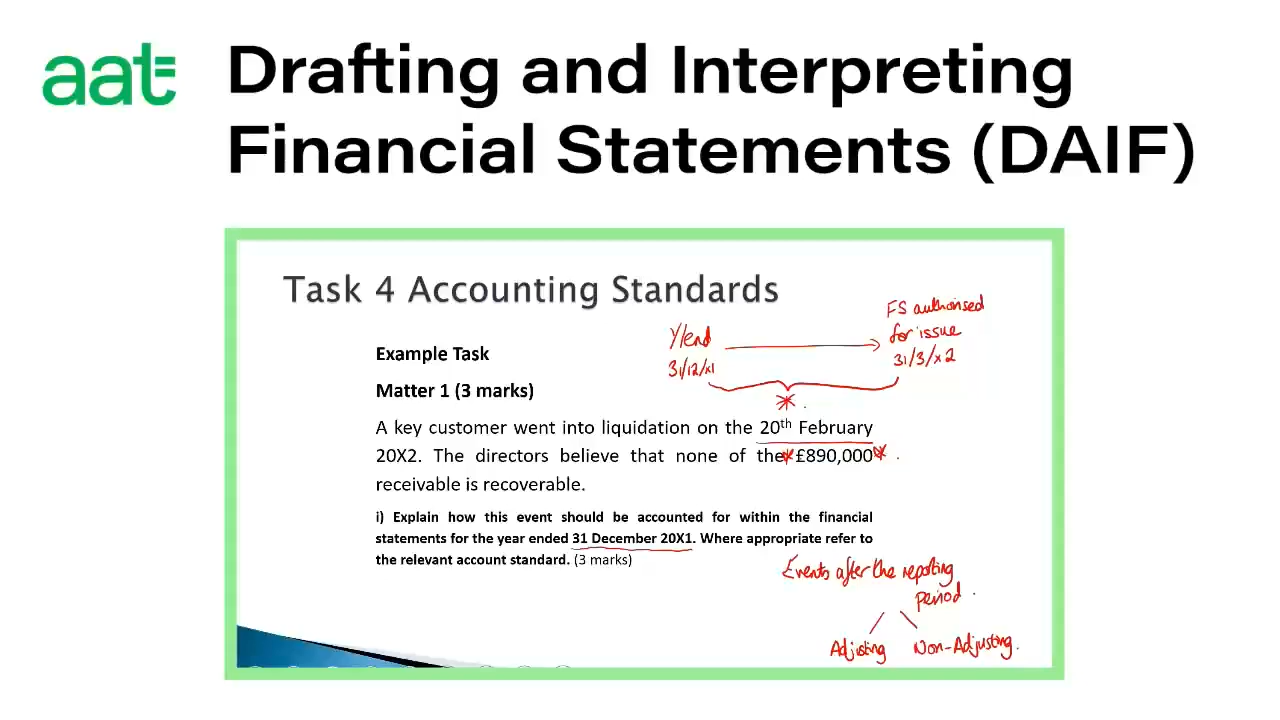 aat
Drafting and Interpreting
Financial Statements (DAIF)
Task 4 Accounting Standards
FS authorised
for issue
31/3/x2
Y/end
31/12/x1
Example Task
Matter 1 (3 marks)
A key customer went into liquidation on the 20th February
20X2. The directors believe that none of the £890,000
receivable is recoverable.
i) Explain how this event should be accounted for within the financial
statements for the year ended 31 December 20X1. Where appropriate refer to
the relevant account standard. (3 marks)
Events after the reporting
period.
Adjusting
Non-Adjusting.